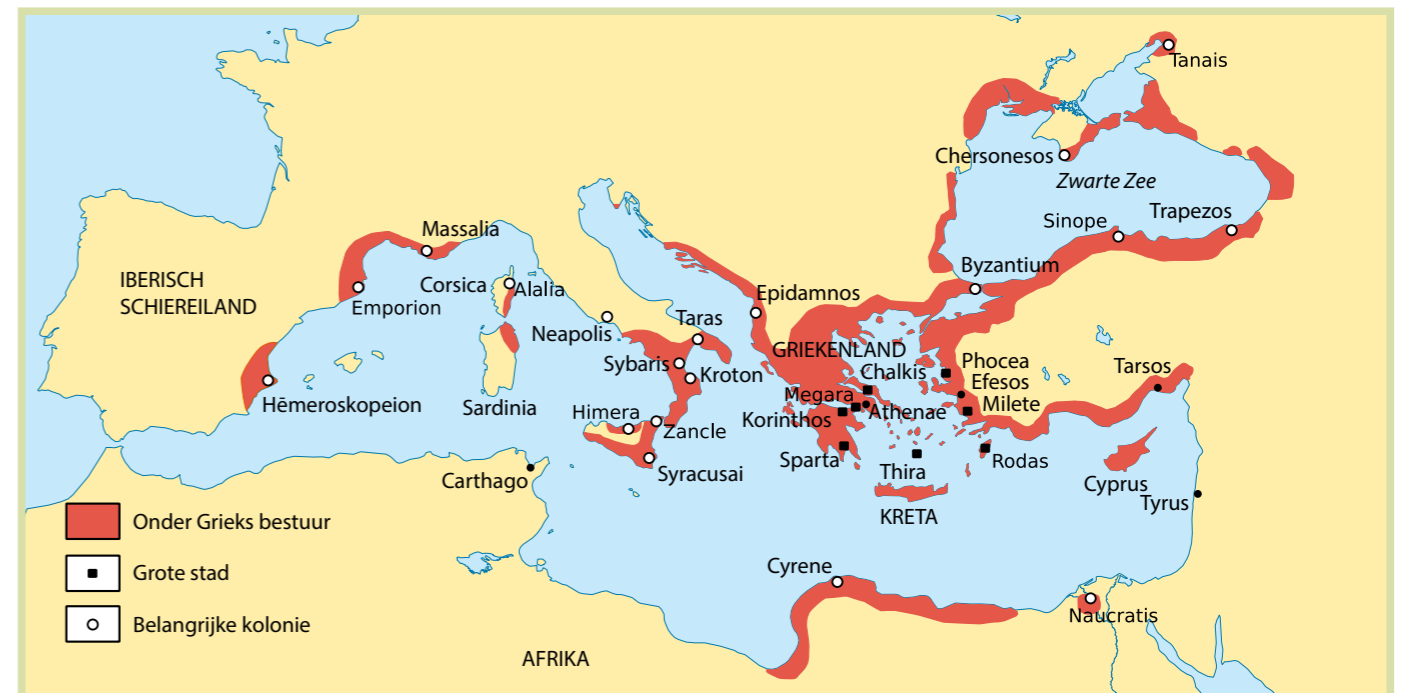 Tanais
Chersonesos
Zwarte Zee
Trapezos
Sinope
Massalia
Byzantium
IBERISCH
SCHIEREILAND
Corsica
Alalia
Epidamnos
Emporion
Taras
Neapolis
GRIEKENLAND
Phocea
Sybaris
Chalkis
Tarsos
Kroton
Efesos
Megara
Milete
Hēmeroskopeion
Sardinia
Himera
Korinthos
Athenae
Zancle
Sparta
Rodas
Syracusai
Thira
Carthago
Cyprus
Tyrus
KRETA
Onder Grieks bestuur
Grote stad
Cyrene
Naucratis
Belangrijke kolonie
AFRIKA